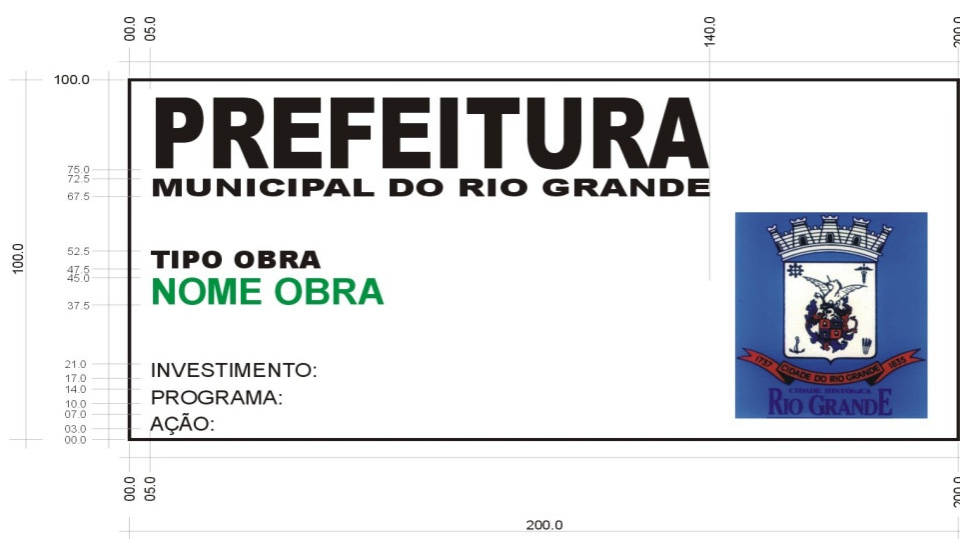 00.0 05.0 140.0 200.0
100.0
PREFEITURA
75.0
72.5
MUNICIPAL DO RIO GRANDE
67.5
100.0
52.5
TIPO OBRA
47.5
45.0
NOME OBRA
37.5
21.0
INVESTIMENTO:
17.0
14.0
PROGRAMA:
10.0
07.0
AÇÃO:
03.0
00.0
1737 CIDADE DO RIO GRANDE 1835
CIDADE HISTÓRICA
RIO GRANDE
00.0 05.0 200.0
200.0